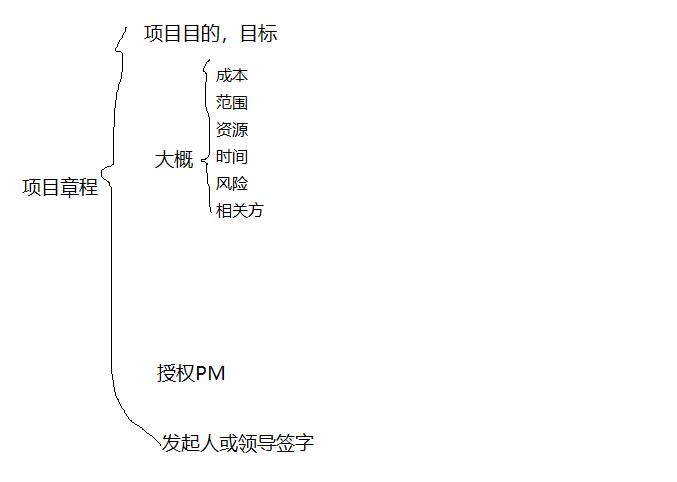 项目目的，目标
成本
范围
资源
时间
大概
风险
项目章程
相关方
授权PM
发起人或领导签字